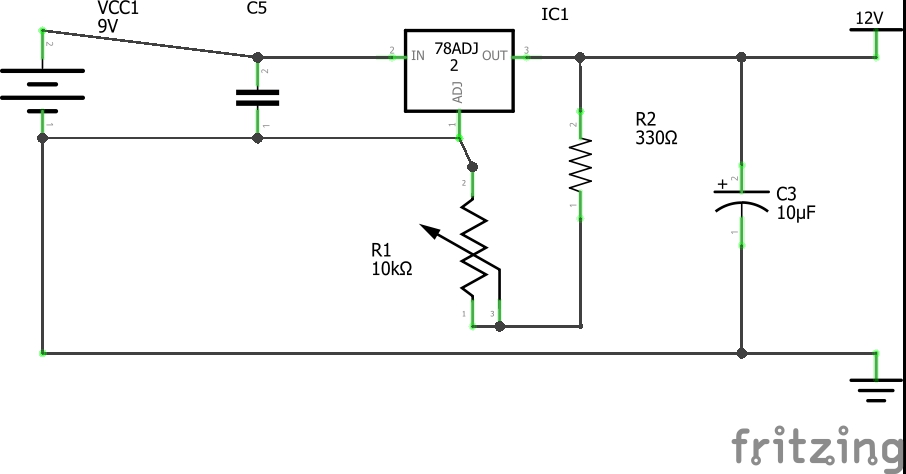 VCC1
9V
C5
IC1
12V
2
2
2
IN
78ADJ
2
OUT
3
ADJ
1
1
1
2
R2
330Ω
2
1
R1
10kΩ
1
3
2
1
C3
10µF
+
fritzing